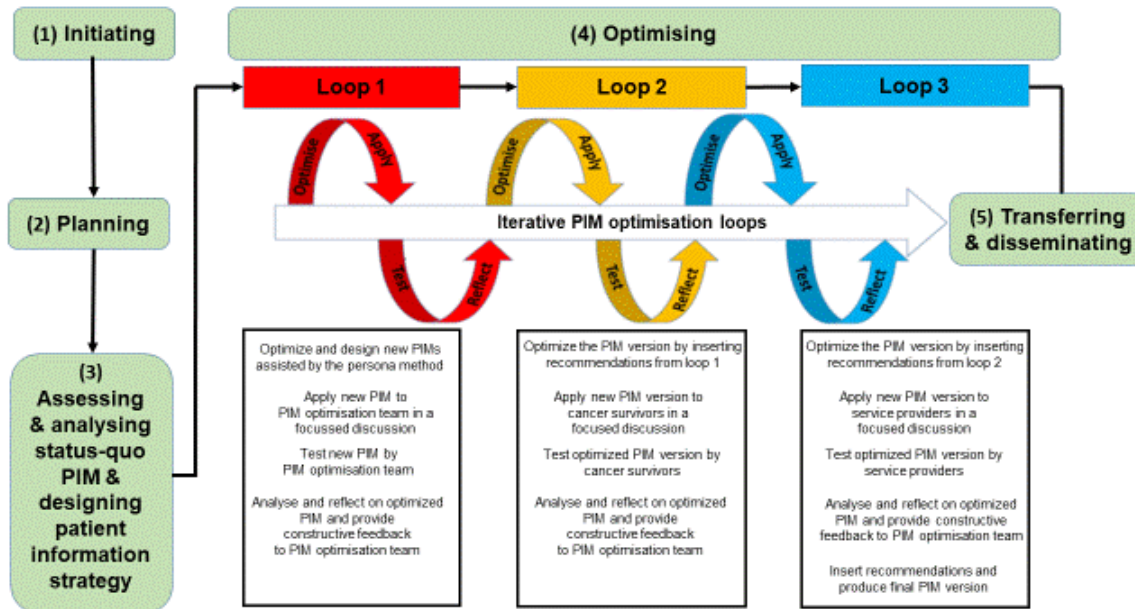 (1) Initiating
(2) Planning
(3)
Assessing
& analysing
status-quo
PIM &
designing
patient
information
strategy
(4) Optimising
Loop 1
Loop 2
Loop 3
Optimise
Apply
Test
Reflect
Optimise
Apply
Test
Reflect
Optimise
Apply
Test
Reflect
Iterative PIM optimisation loops
(5) Transferring
& disseminating
Optimize and design new PIMs
assisted by the persona method
Apply new PIM to
PIM optimisation team in a
focussed discussion
Test new PIM by
PIM optimisation team
Analyse and reflect on optimized
PIM and provide
constructive feedback
to PIM optimisation team
Optimize the PIM version by inserting
recommendations from loop 1
Apply new PIM version to
cancer survivors in a
focused discussion
Test optimized PIM version by
cancer survivors
Analyse and reflect on optimized
PIM and provide
constructive feedback
to PIM optimisation team
Optimize the PIM version by inserting
recommendations from loop 2
Apply new PIM version to
service providers in a
focused discussion
Test optimized PIM version by
service providers
Analyse and reflect on optimized
PIM and provide constructive
feedback to PIM optimisation team
Insert recommendations and
produce final PIM version